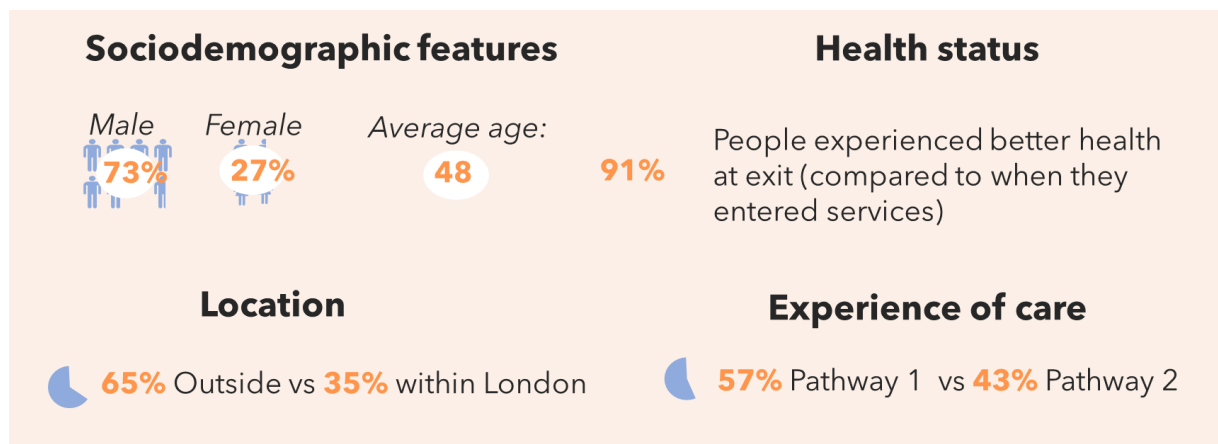 Sociodemographic features
Male Female Average age:
73% 27% 48
Health status
91% People experienced better health
at exit (compared to when they
entered services)
Location
65% Outside vs 35% within London
Experience of care
57% Pathway 1 vs 43% Pathway 2